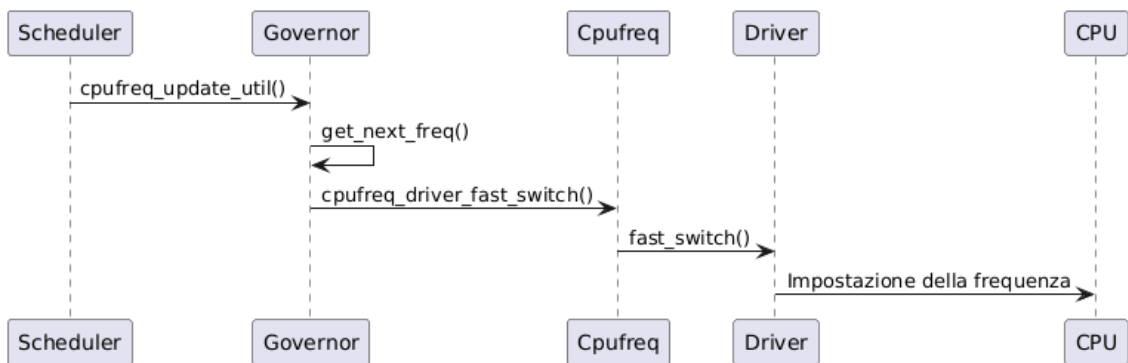 Scheduler Governor Cpufreq Driver CPU
cpufreq_update_util()
get_next_freq()
cpufreq_driver_fast_switch()
fast_switch()
Impostazione della frequenza
Scheduler Governor Cpufreq Driver CPU